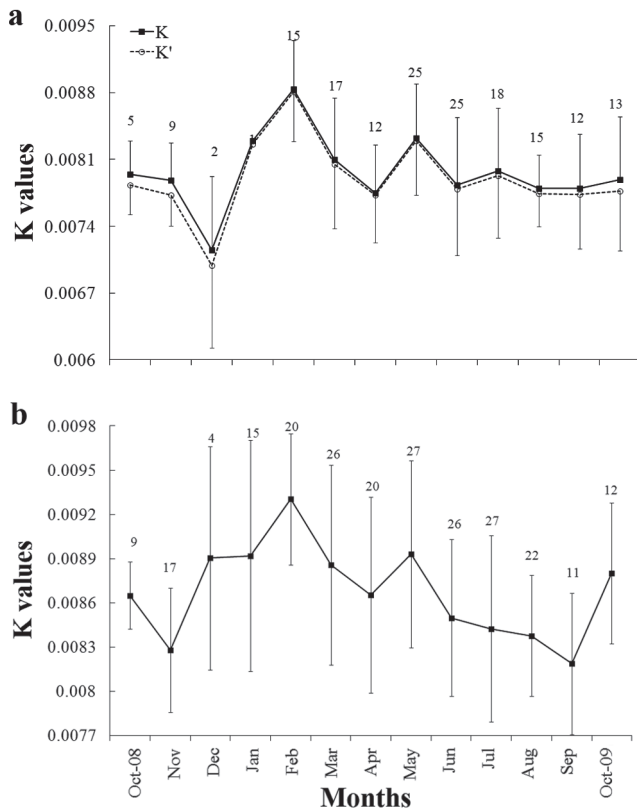 a
0.0095
0.0088
0.0081
0.0074
0.0067
0.006
K values
K
K'
5
9
2
1
15
17
12
25
25
18
15
12
13
b
0.0098
0.0095
0.0092
0.0089
0.0086
0.0083
0.008
0.0077
K values
9
17
4
15
20
26
20
27
26
27
22
11
12
Oct-08
Nov
Dec
Jan
Feb
Mar
Apr
May
Jun
Jul
Aug
Sep
Oct-09
Months